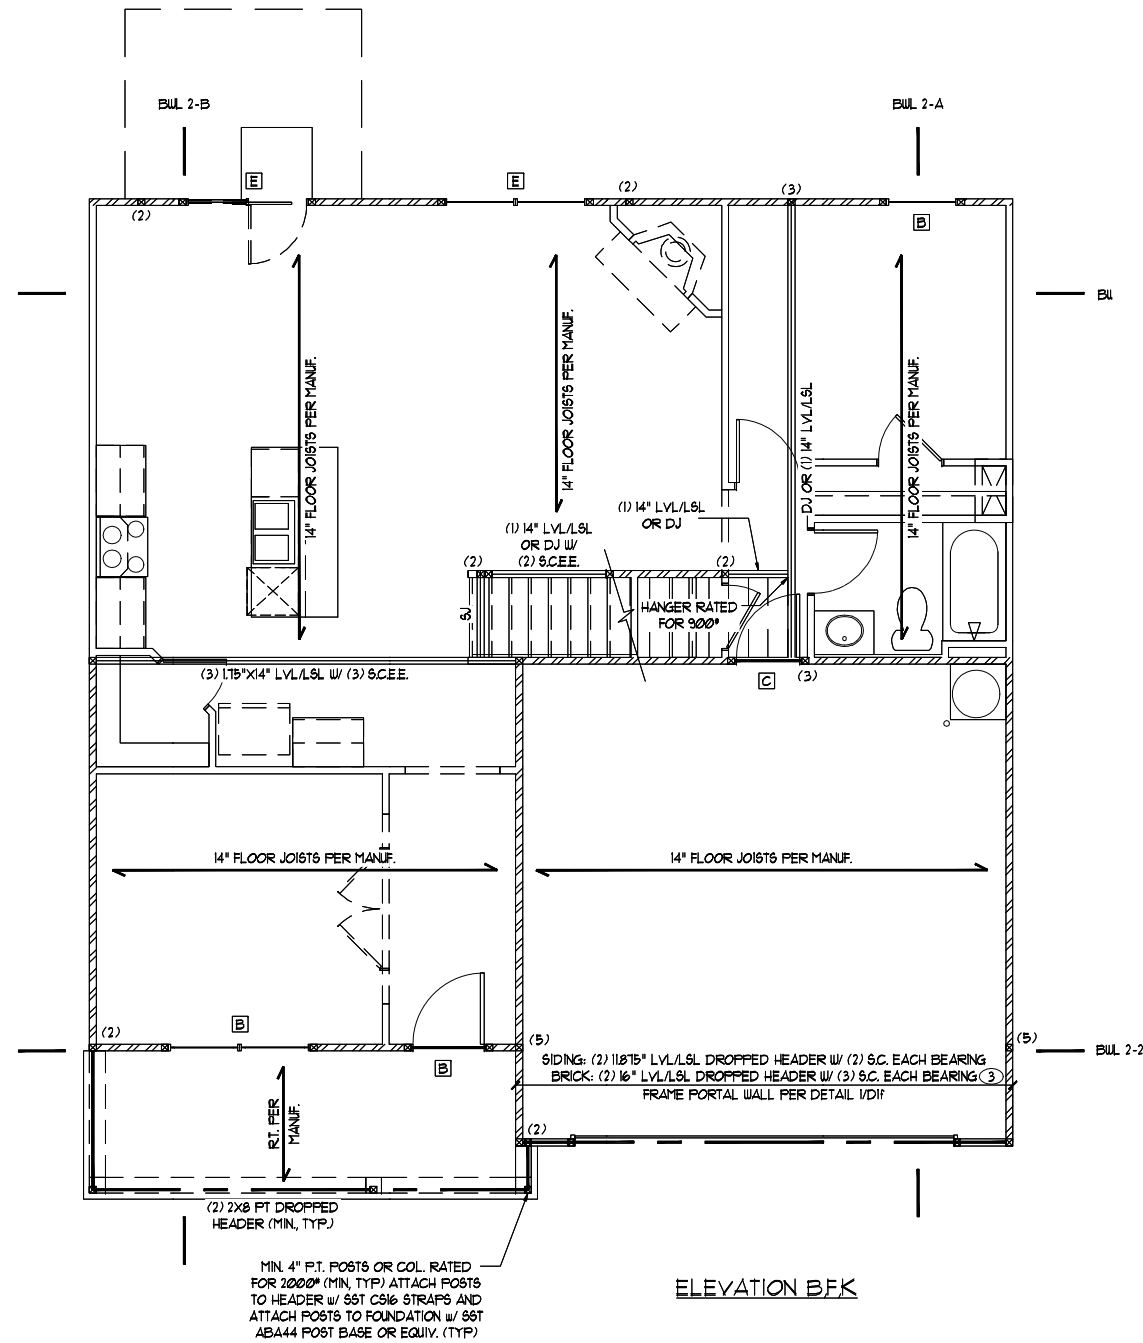 BWL 2-B
BWL 2-A
E
E
(2)
(3)
(2)
B
14" FLOOR JOISTS PER MANUF.
14" FLOOR JOISTS PER MANUF.
DJ OR (1) 14" LVL/LSL
14" FLOOR JOISTS PER MANUF.
(1) 14" LVL/LSL
OR DJ
(1) 14" LVL/LSL
OR DJ W/
(2) S.C.E.E.
(2)
(2)
SJ
HANGER RATED
FOR 900#
(3) 1.75"X14" LVL/LSL W/ (3) S.C.E.E.
C
(3)
14" FLOOR JOISTS PER MANUF.
14" FLOOR JOISTS PER MANUF.
(2)
B
B
(5)
(5)
BWL 2-2
SIDING: (2) 11.875" LVL/LSL DROPPED HEADER W/ (2) S.C. EACH BEARING
BRICK: (2) 16" LVL/LSL DROPPED HEADER W/ (3) S.C. EACH BEARING
3
FRAME PORTAL WALL PER DETAIL 1/D1f
R.T. PER
MANUF.
(2)
(2) 2X8 PT DROPPED
HEADER (MIN., TYP.)
MIN. 4" P.T. POSTS OR COL. RATED
FOR 2000# (MIN, TYP) ATTACH POSTS
TO HEADER w/ SST CS16 STRAPS AND
ATTACH POSTS TO FOUNDATION w/ SST
ABA44 POST BASE OR EQUIV. (TYP)
ELEVATION B,F,K